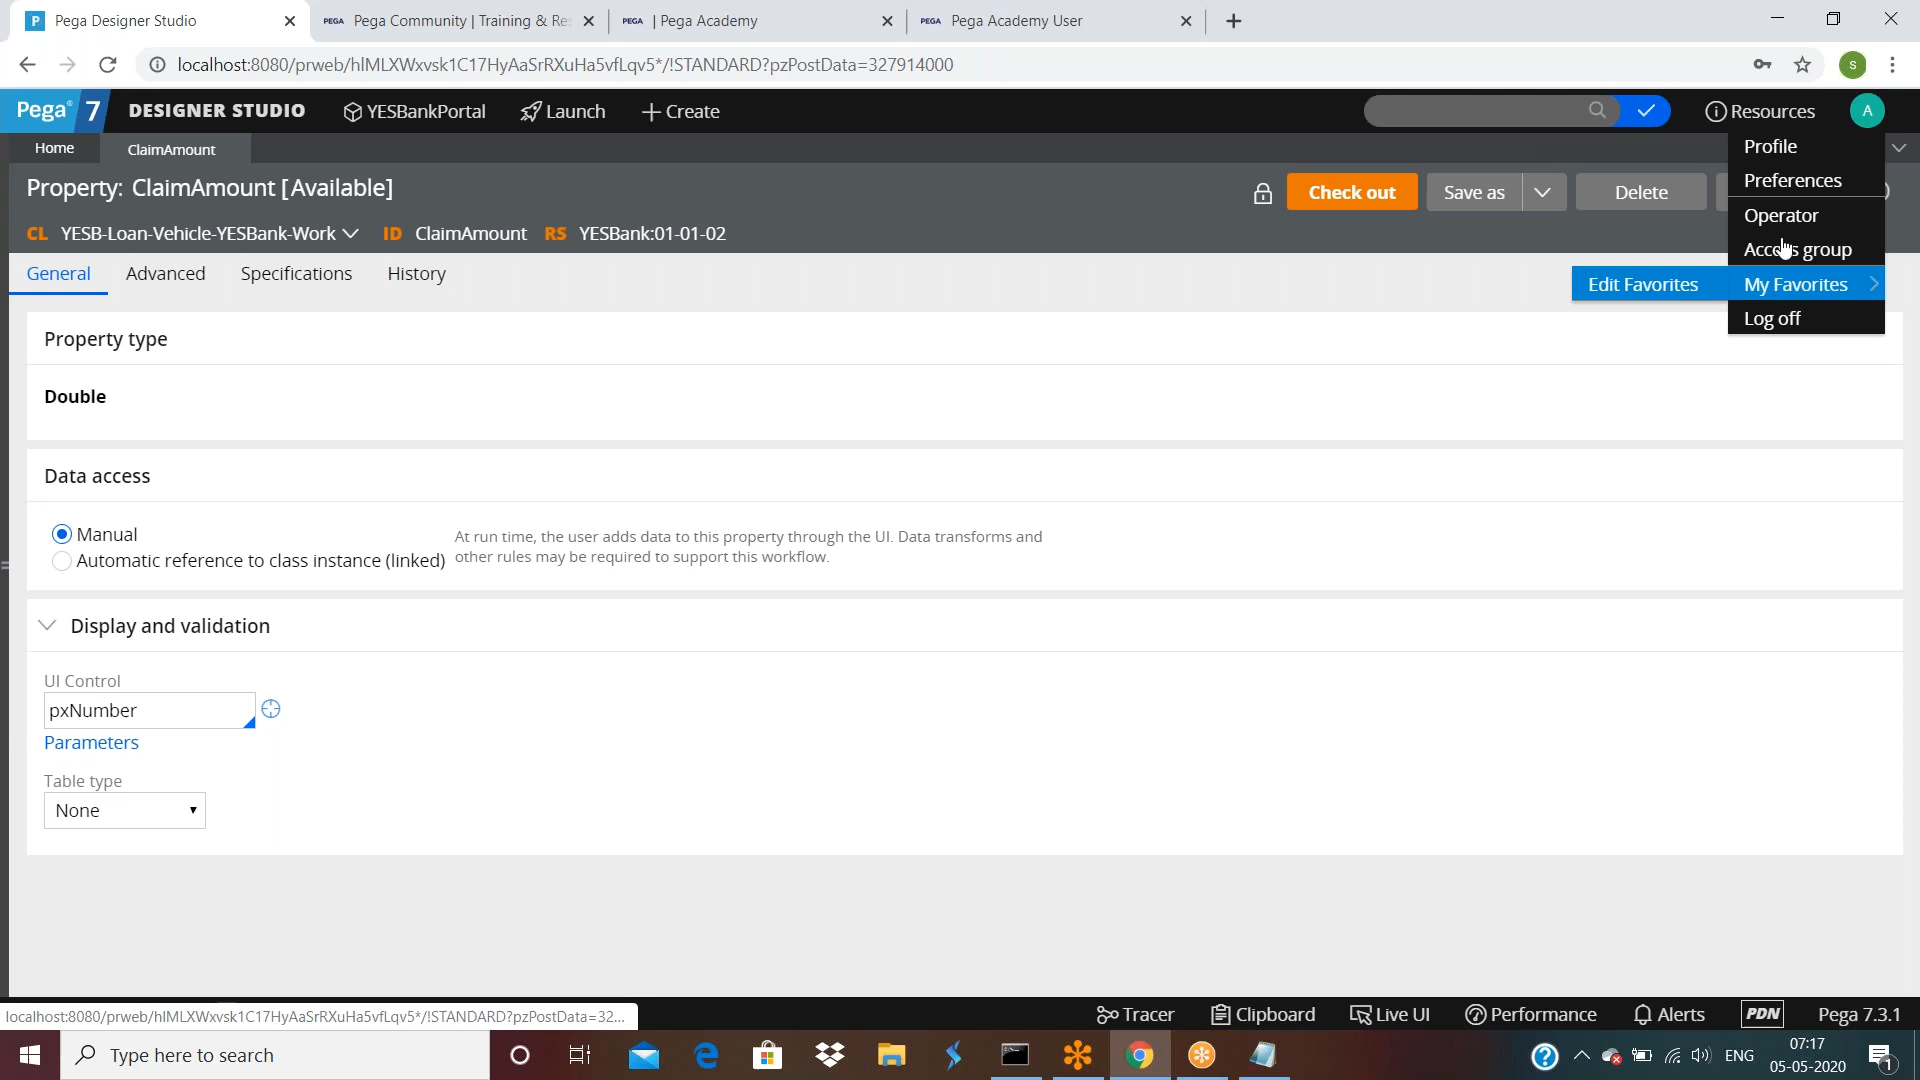 Pega Designer Studio
PEGA Pega Community | Training & Res
PEGA | Pega Academy
PEGA Pega Academy User
localhost:8080/prweb/hIMLXWxvsk1C17HyAaSrRXuHa5vfLqv5*/!STANDARD?pzPostData=327914000
S
Pega 7 DESIGNER STUDIO YESBankPortal Launch Create Resources A
Home ClaimAmount
Profile
Preferences
Operator
Access group
My Favorites
Edit Favorites
Log off
Property: ClaimAmount [Available]
Check out Save as Delete
CL YESB-Loan-Vehicle-YESBank-Work ID ClaimAmount RS YESBank:01-01-02
General Advanced Specifications History
Property type
Double
Data access
Manual
Automatic reference to class instance (linked)
At run time, the user adds data to this property through the UI. Data transforms and
other rules may be required to support this workflow.
Display and validation
UI Control
pxNumber
Parameters
Table type
None
localhost:8080/prweb/hIMLXWxvsk1C17HyAaSrRXuHa5vfLqv5*/!STANDARD?pzPostData=32...
Tracer Clipboard Live UI Performance Alerts PDN Pega 7.3.1
Type here to search
ENG
07:17
05-05-2020
1